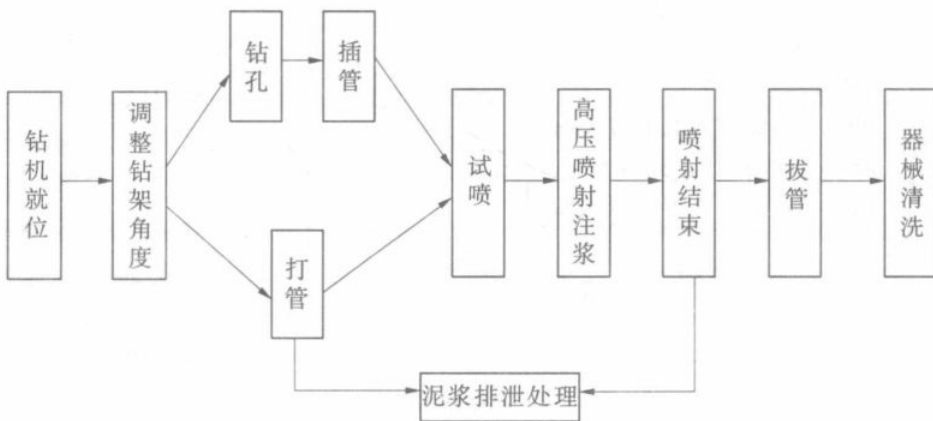 钻机就位
调整钻架角度
钻孔
插管
打管
试喷
高压喷射注浆
喷射结束
拔管
器械清洗
泥浆排泄处理